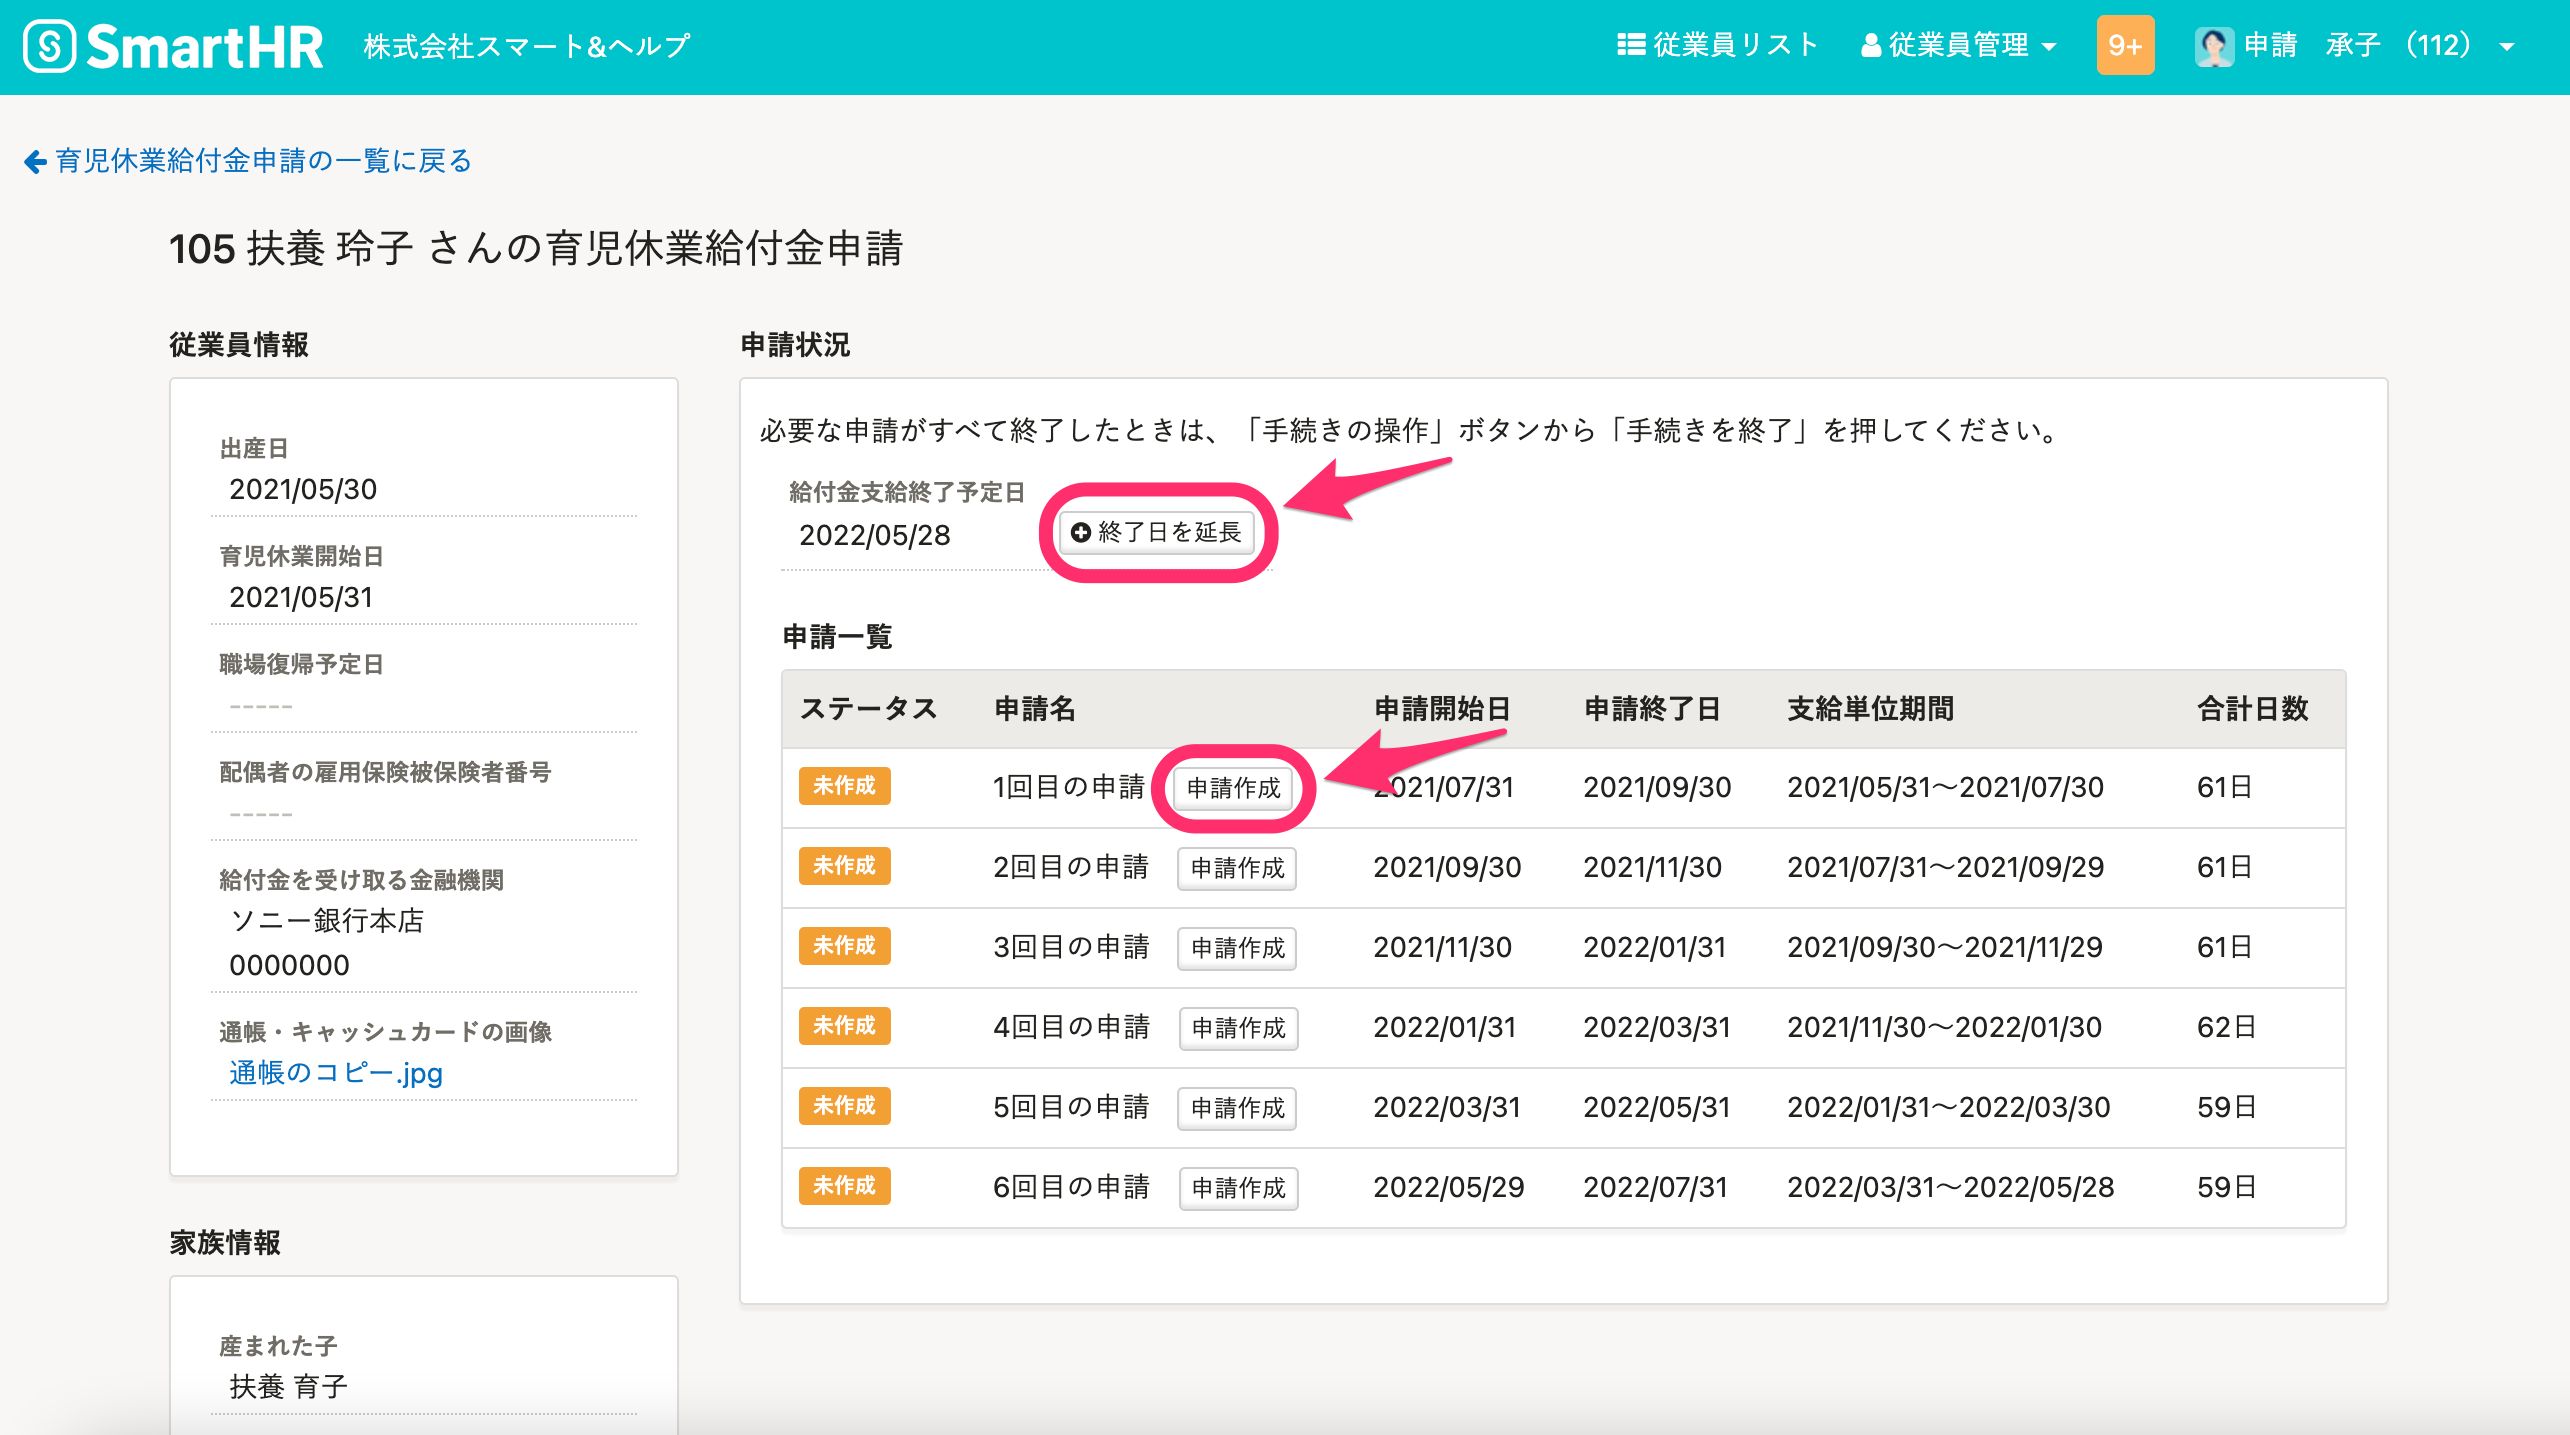 SmartHR 株式会社スマート&ヘルプ 従業員リスト 従業員管理 9+ 申請 承子 (112)
育児休業給付金申請の一覧に戻る
105 扶養 玲子 さんの育児休業給付金申請
従業員情報
出産日
2021/05/30
育児休業開始日
2021/05/31
職場復帰予定日
-----
配偶者の雇用保険被保険者番号
-----
給付金を受け取る金融機関
ソニー銀行本店
0000000
通帳・キャッシュカードの画像
通帳のコピー.jpg
家族情報
産まれた子
扶養 育子
申請状況
必要な申請がすべて終了したときは、「手続きの操作」ボタンから「手続きを終了」を押してください。
給付金支給終了予定日
2022/05/28 終了日を延長
申請一覧
ステータス 申請名 申請開始日 申請終了日 支給単位期間 合計日数
未作成 1回目の申請 申請作成 2021/07/31 2021/09/30 2021/05/31〜2021/07/30 61日
未作成 2回目の申請 申請作成 2021/09/30 2021/11/30 2021/07/31〜2021/09/29 61日
未作成 3回目の申請 申請作成 2021/11/30 2022/01/31 2021/09/30〜2021/11/29 61日
未作成 4回目の申請 申請作成 2022/01/31 2022/03/31 2021/11/30〜2022/01/30 62日
未作成 5回目の申請 申請作成 2022/03/31 2022/05/31 2022/01/31〜2022/03/30 59日
未作成 6回目の申請 申請作成 2022/05/29 2022/07/31 2022/03/31〜2022/05/28 59日